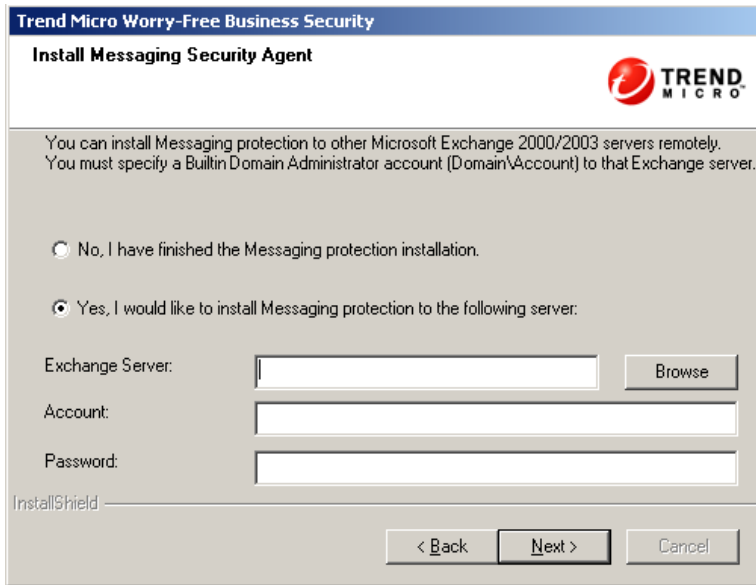 Trend Micro Worry-Free Business Security
Install Messaging Security Agent
TREND
MICRO™
You can install Messaging protection to other Microsoft Exchange 2000/2003 servers remotely.
You must specify a Builtin Domain Administrator account (Domain\Account) to that Exchange server.
No, I have finished the Messaging protection installation.
Yes, I would like to install Messaging protection to the following server:
Exchange Server:
Browse
Account:
Password:
InstallShield
< Back
Next >
Cancel